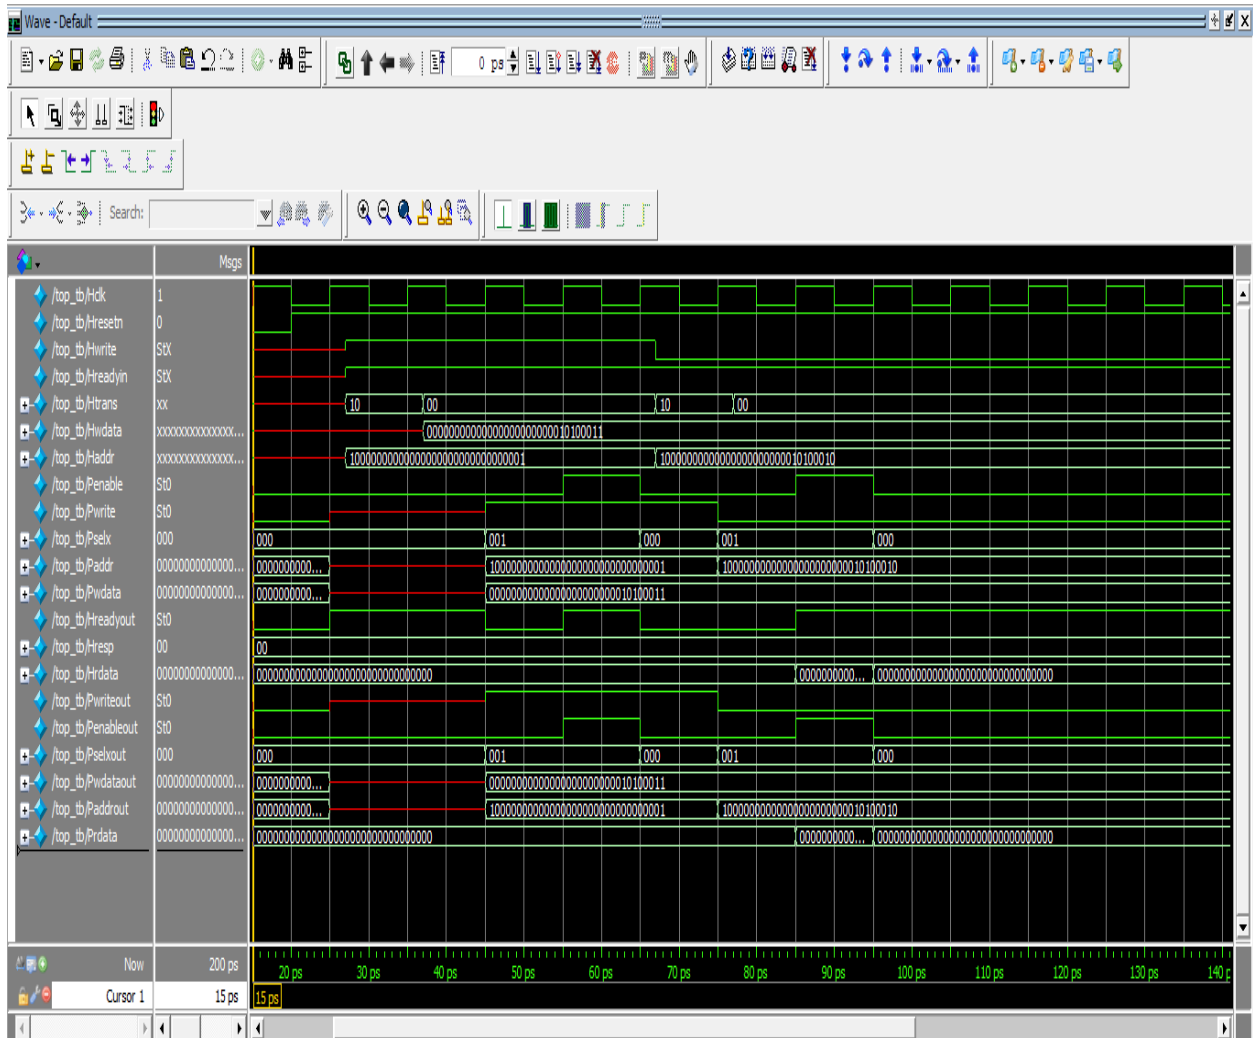 Wave - Default
0 ps
Search:
Msgs
/top_tb/Hclk 1
/top_tb/Hresetn 0
/top_tb/Hwrite StX
/top_tb/Hreadyin StX
/top_tb/Htrans xx 10 00 10 00
/top_tb/Hwdata xxxxxxxxxxxxxx... 00000000000000000000000010100011
/top_tb/Haddr xxxxxxxxxxxxxx... 10000000000000000000000000000001 10000000000000000000000010100010
/top_tb/Penable St0
/top_tb/Pwrite St0
/top_tb/Pselx 000 000 001 000 001 000
/top_tb/Paddr 00000000000000... 0000000000... 10000000000000000000000000000001 10000000000000000000000010100010
/top_tb/Pwdata 00000000000000... 0000000000... 00000000000000000000000010100011
/top_tb/Hreadyout St0
/top_tb/Hresp 00 00
/top_tb/Hrdata 00000000000000... 00000000000000000000000000000000 0000000000... 00000000000000000000000000000000
/top_tb/Pwriteout St0
/top_tb/Penableout St0
/top_tb/Pselxout 000 000 001 000 001 000
/top_tb/Pwdataout 00000000000000... 0000000000... 00000000000000000000000010100011
/top_tb/Paddrout 00000000000000... 0000000000... 10000000000000000000000000000001 10000000000000000000000010100010
/top_tb/Prdata 00000000000000... 00000000000000000000000000000000 0000000000... 00000000000000000000000000000000
Now 200 ps 20 ps 30 ps 40 ps 50 ps 60 ps 70 ps 80 ps 90 ps 100 ps 110 ps 120 ps 130 ps 140 p
Cursor 1 15 ps 15 ps